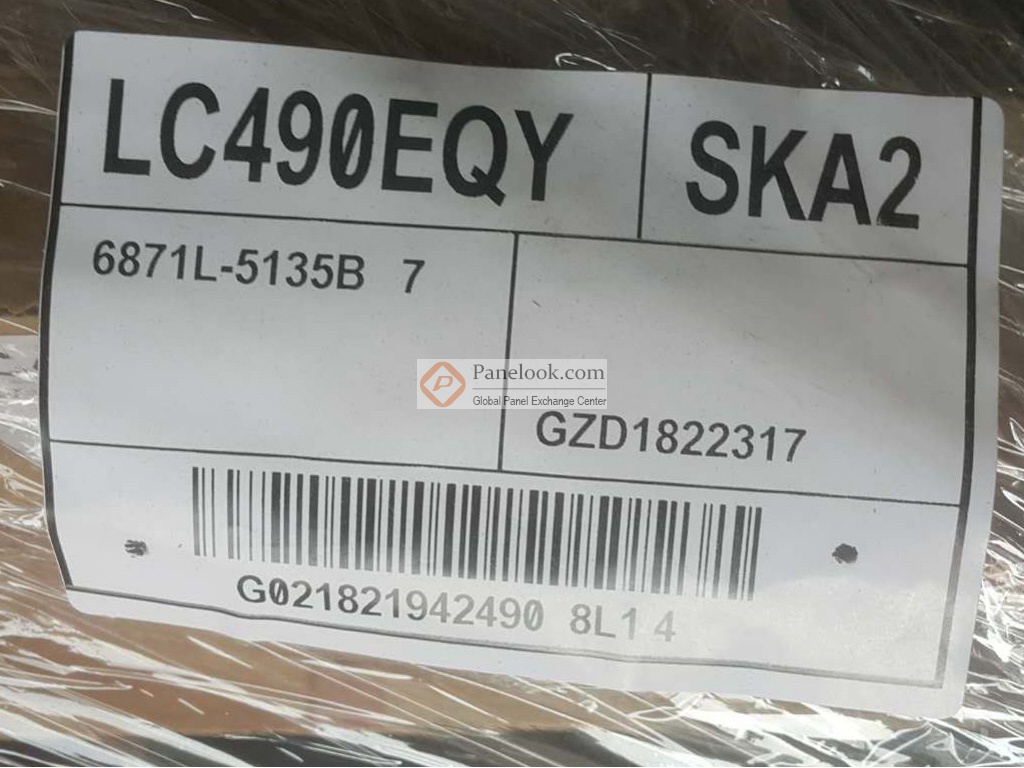 LC490EQY SKA2
6871L-5135B 7
Panelook.com
Global Panel Exchange Center
GZD1822317
G021821942490 8L1 4